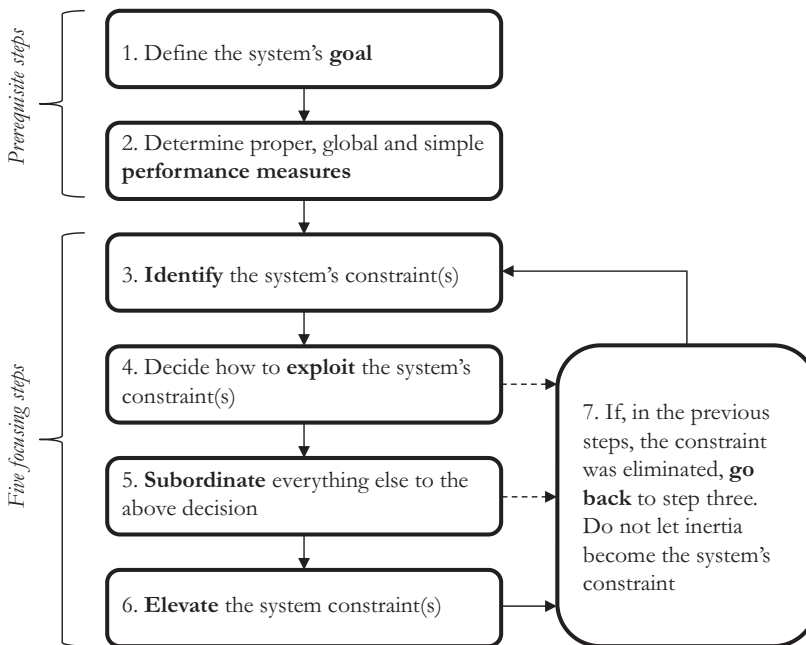 Prerequisite steps
1. Define the system’s goal
2. Determine proper, global and simple
performance measures
Five focusing steps
3. Identify the system’s constraint(s)
4. Decide how to exploit the system’s
constraint(s)
5. Subordinate everything else to the
above decision
6. Elevate the system constraint(s)
7. If, in the previous
steps, the constraint
was eliminated, go
back to step three.
Do not let inertia
become the system’s
constraint